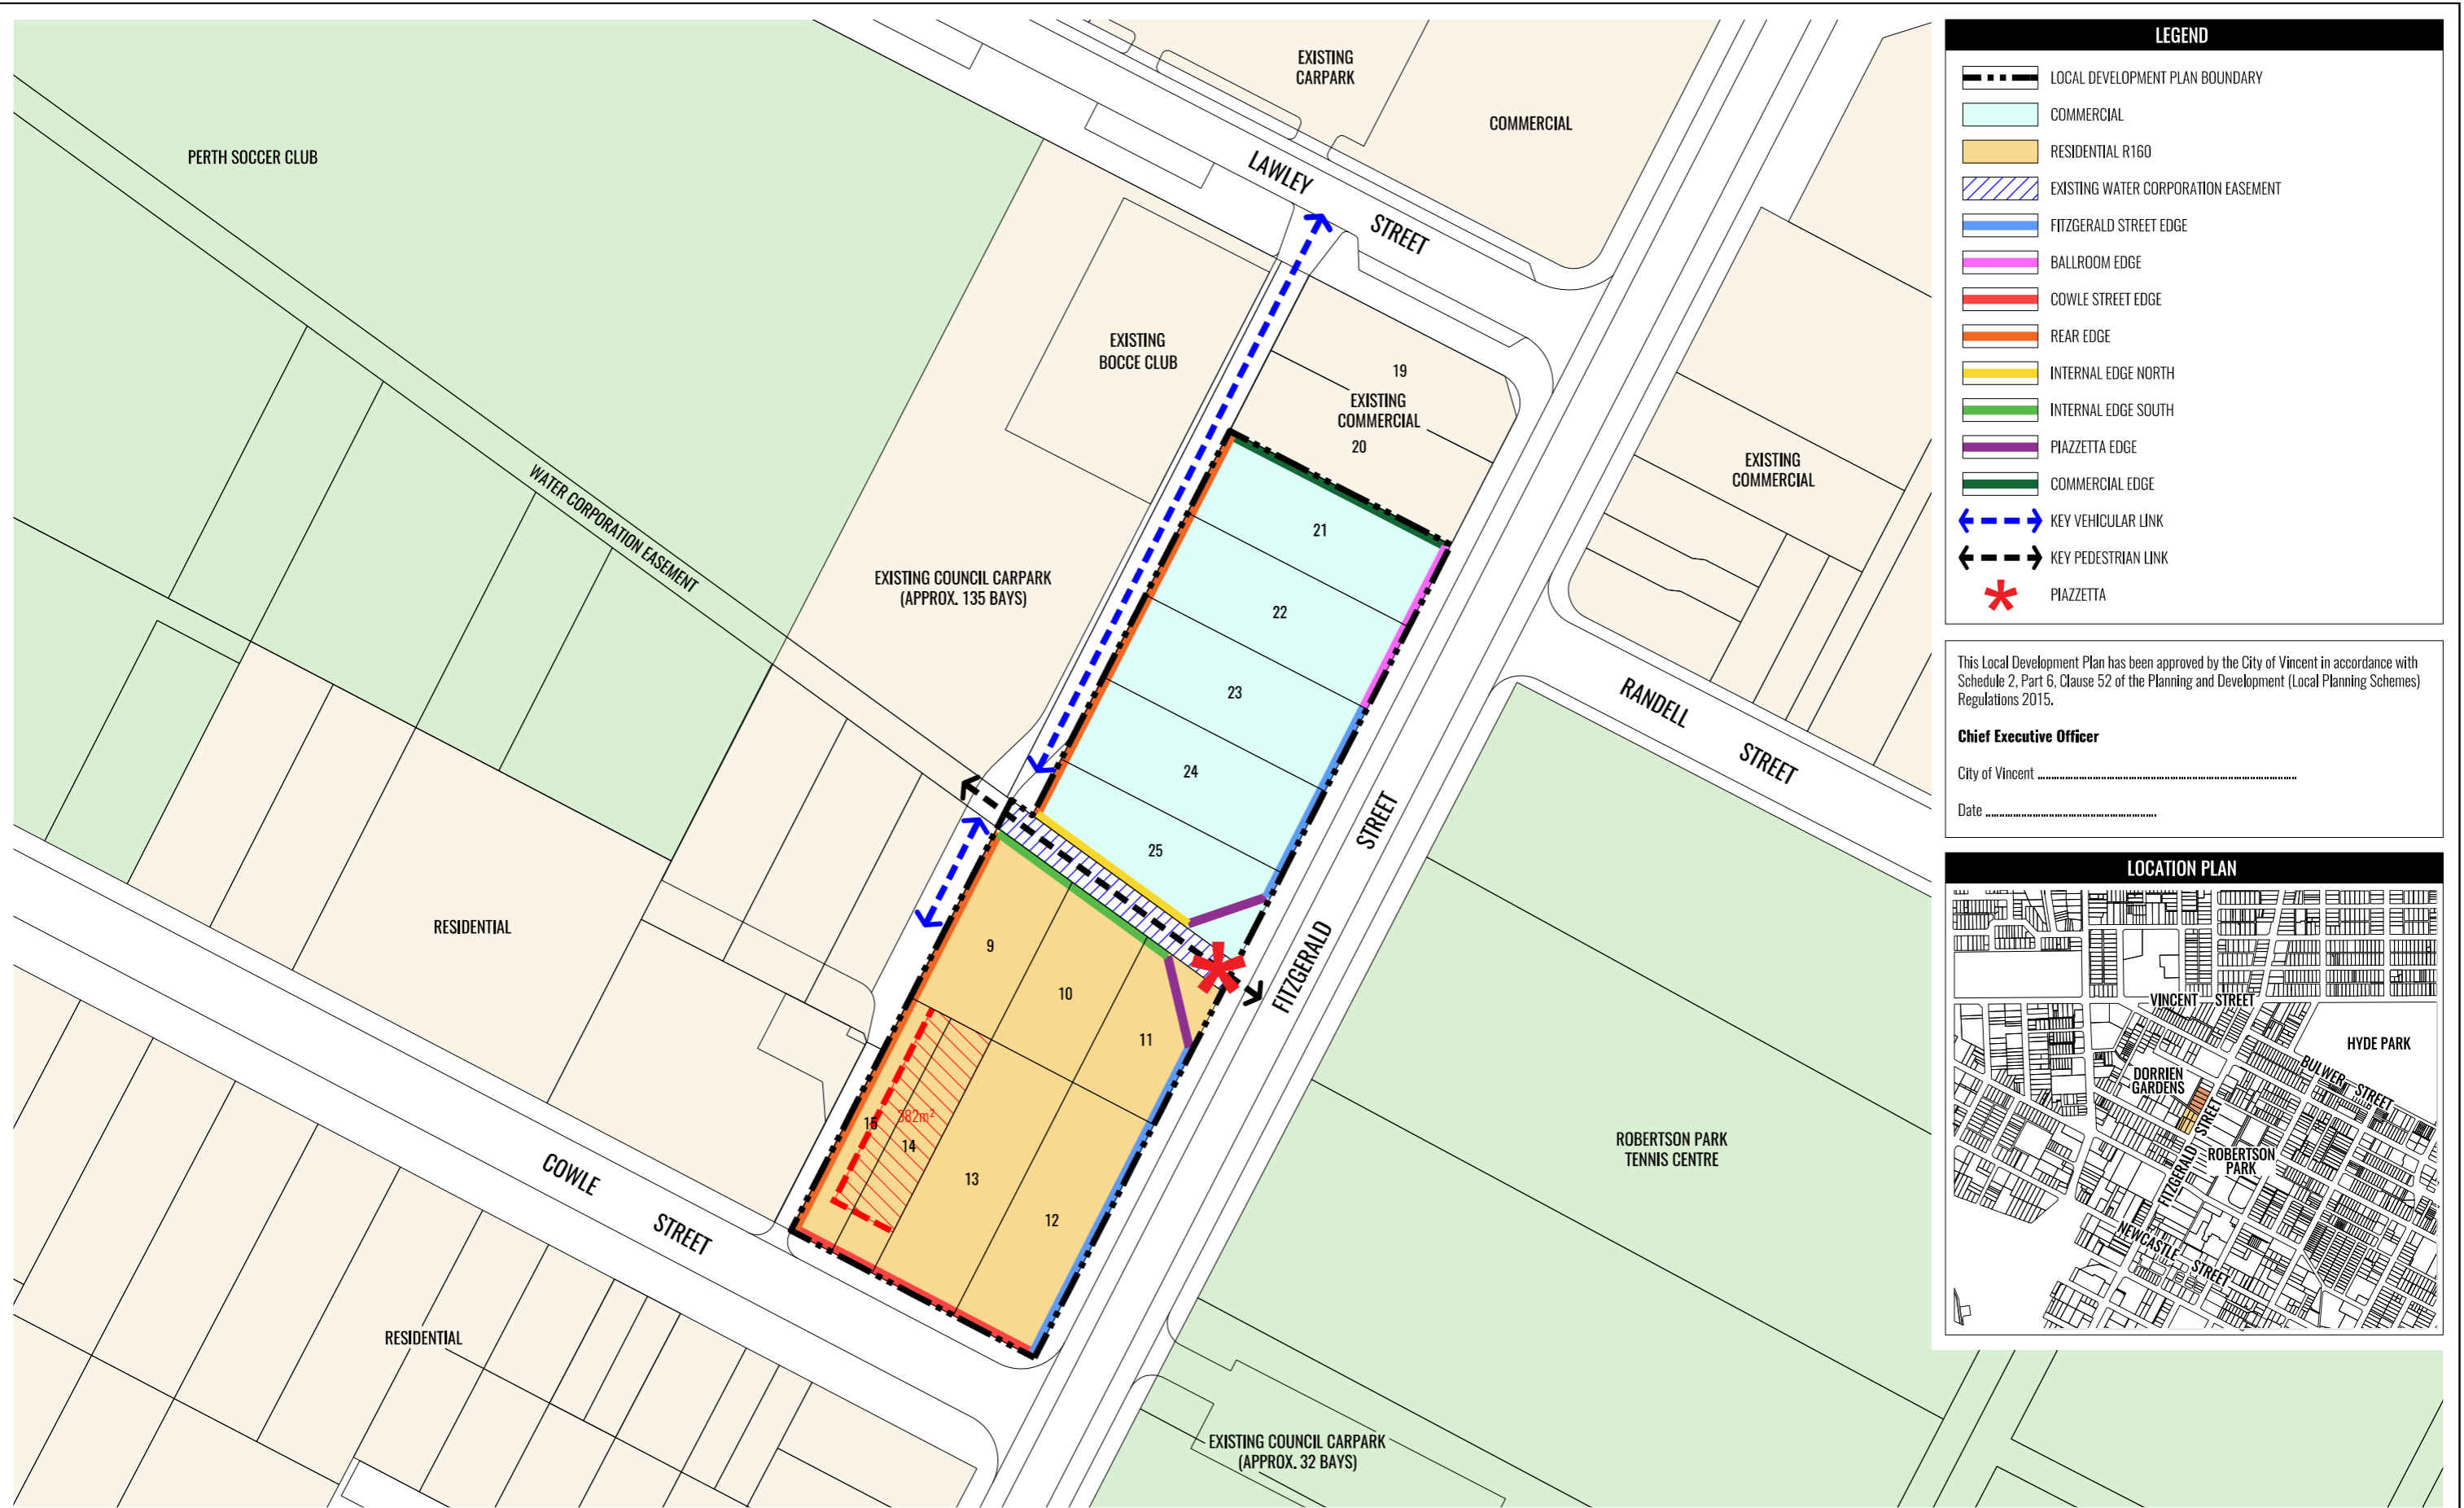 EXISTING
CARPARK
COMMERCIAL
PERTH SOCCER CLUB
LAWLEY
STREET
EXISTING
BOCCE CLUB
19
EXISTING
COMMERCIAL
20
EXISTING
COMMERCIAL
WATER CORPORATION EASEMENT
21
EXISTING COUNCIL CARPARK
(APPROX. 135 BAYS)
22
23
RANDELL
STREET
24
STREET
25
FITZGERALD
RESIDENTIAL
9
10
11
382m²
15
14
13
12
ROBERTSON PARK
TENNIS CENTRE
COWLE
STREET
RESIDENTIAL
EXISTING COUNCIL CARPARK
(APPROX. 32 BAYS)
LEGEND
LOCAL DEVELOPMENT PLAN BOUNDARY
COMMERCIAL
RESIDENTIAL R160
EXISTING WATER CORPORATION EASEMENT
FITZGERALD STREET EDGE
BALLROOM EDGE
COWLE STREET EDGE
REAR EDGE
INTERNAL EDGE NORTH
INTERNAL EDGE SOUTH
PIAZZETTA EDGE
COMMERCIAL EDGE
KEY VEHICULAR LINK
KEY PEDESTRIAN LINK
PIAZZETTA
This Local Development Plan has been approved by the City of Vincent in accordance with
Schedule 2, Part 6, Clause 52 of the Planning and Development (Local Planning Schemes)
Regulations 2015.
Chief Executive Officer
City of Vincent ................................................................................
Date .....................................................
LOCATION PLAN
VINCENT STREET
HYDE PARK
BULWER STREET
DORRIEN
GARDENS
STREET
FITZGERALD
ROBERTSON
PARK
NEWCASTLE
STREET